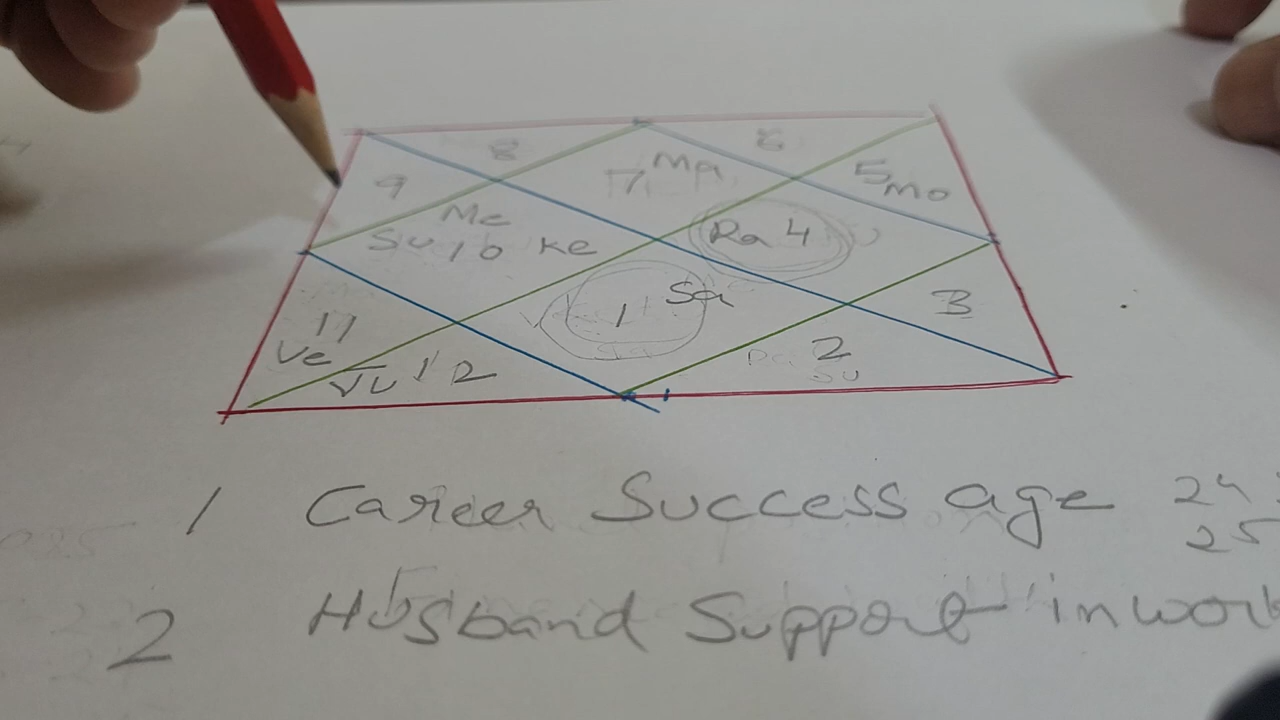 8 6
9 7 Ma 5 Mo
Me
Su 10 Ke Ra 4
1 Sa 3
11
Ve 2
Ju 12 Su
1 Career Success age 24
25
2 Husband Support in work